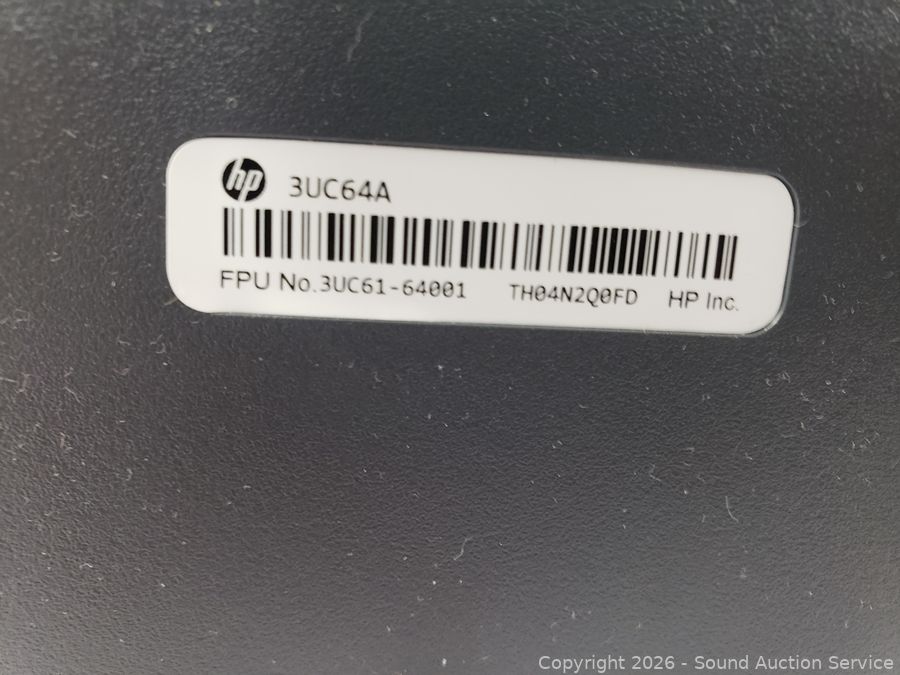 hp 3UC64A
FPU No.3UC61-64001 TH04N2Q0FD HP Inc.
Copyright 2026 - Sound Auction Service